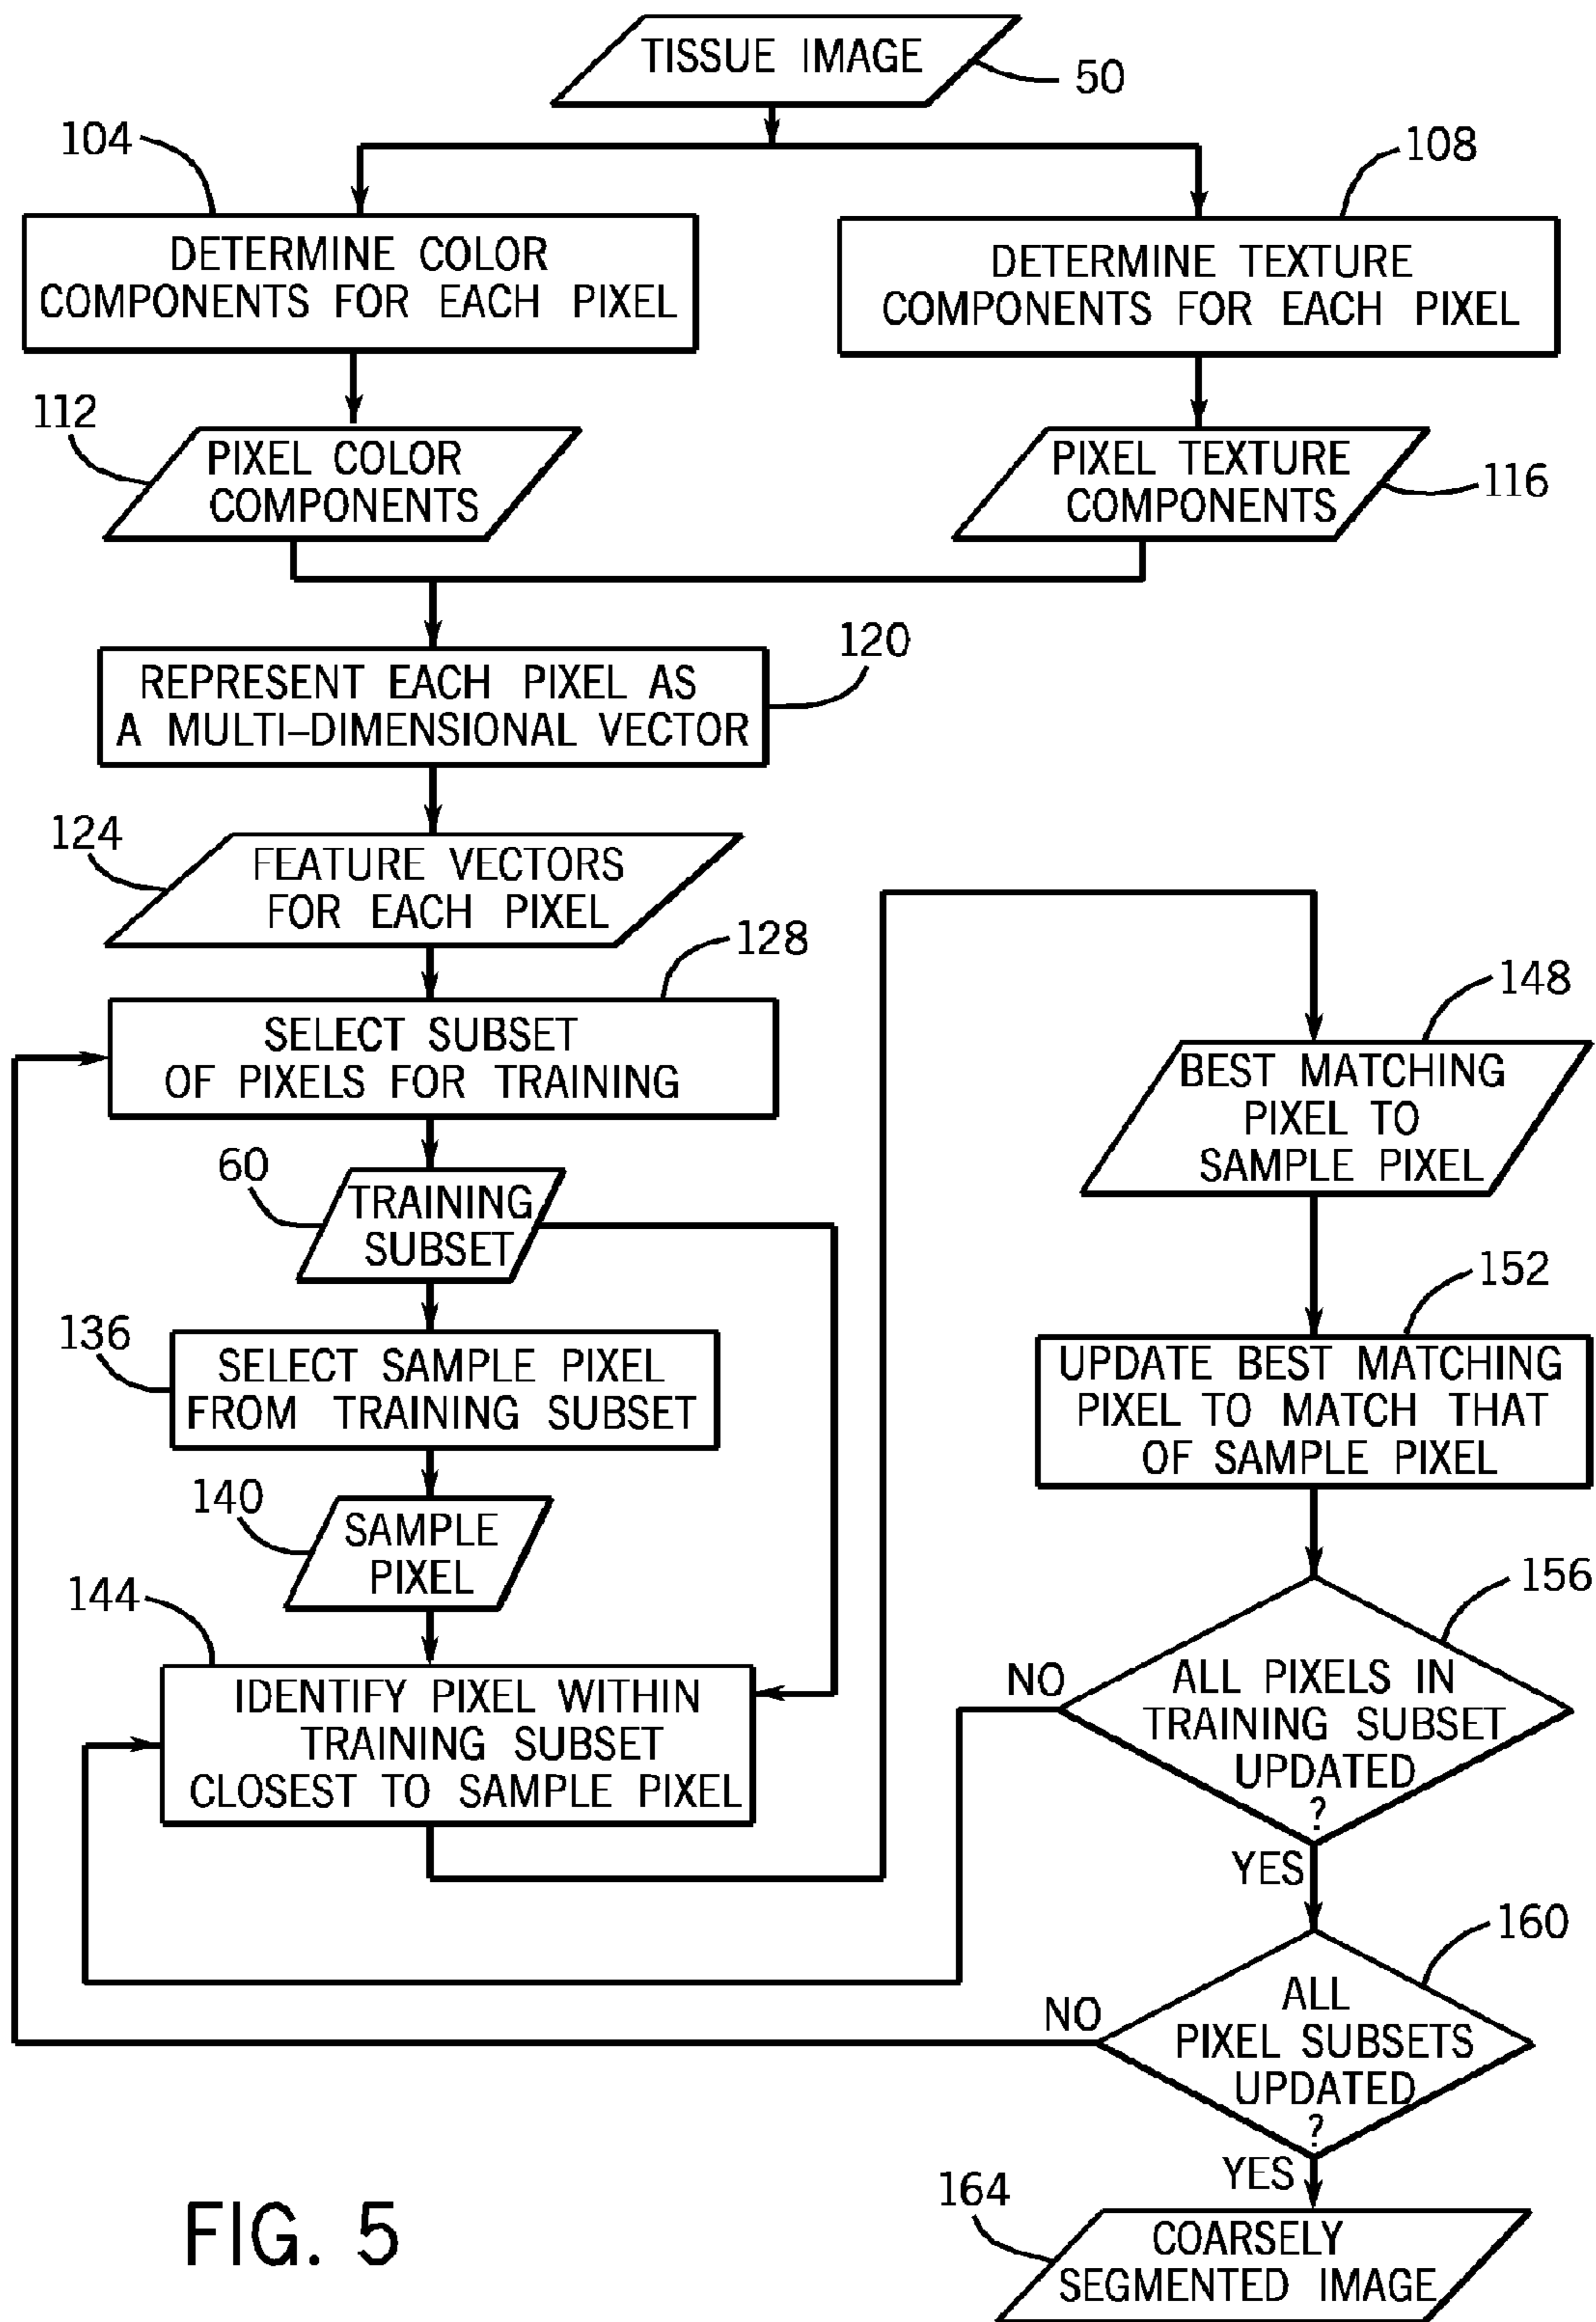 TISSUE IMAGE
50
104
108
DETERMINE COLOR
COMPONENTS FOR EACH PIXEL
DETERMINE TEXTURE
COMPONENTS FOR EACH PIXEL
112
PIXEL COLOR
COMPONENTS
PIXEL TEXTURE
COMPONENTS
116
120
REPRESENT EACH PIXEL AS
A MULTI-DIMENSIONAL VECTOR
124
FEATURE VECTORS
FOR EACH PIXEL
128
SELECT SUBSET
OF PIXELS FOR TRAINING
60
TRAINING
SUBSET
136
SELECT SAMPLE PIXEL
FROM TRAINING SUBSET
140
SAMPLE
PIXEL
144
IDENTIFY PIXEL WITHIN
TRAINING SUBSET
CLOSEST TO SAMPLE PIXEL
148
BEST MATCHING
PIXEL TO
SAMPLE PIXEL
152
UPDATE BEST MATCHING
PIXEL TO MATCH THAT
OF SAMPLE PIXEL
156
NO
ALL PIXELS IN
TRAINING SUBSET
UPDATED
?
YES
160
NO
ALL
PIXEL SUBSETS
UPDATED
?
YES
164
COARSELY
SEGMENTED IMAGE
FIG. 5